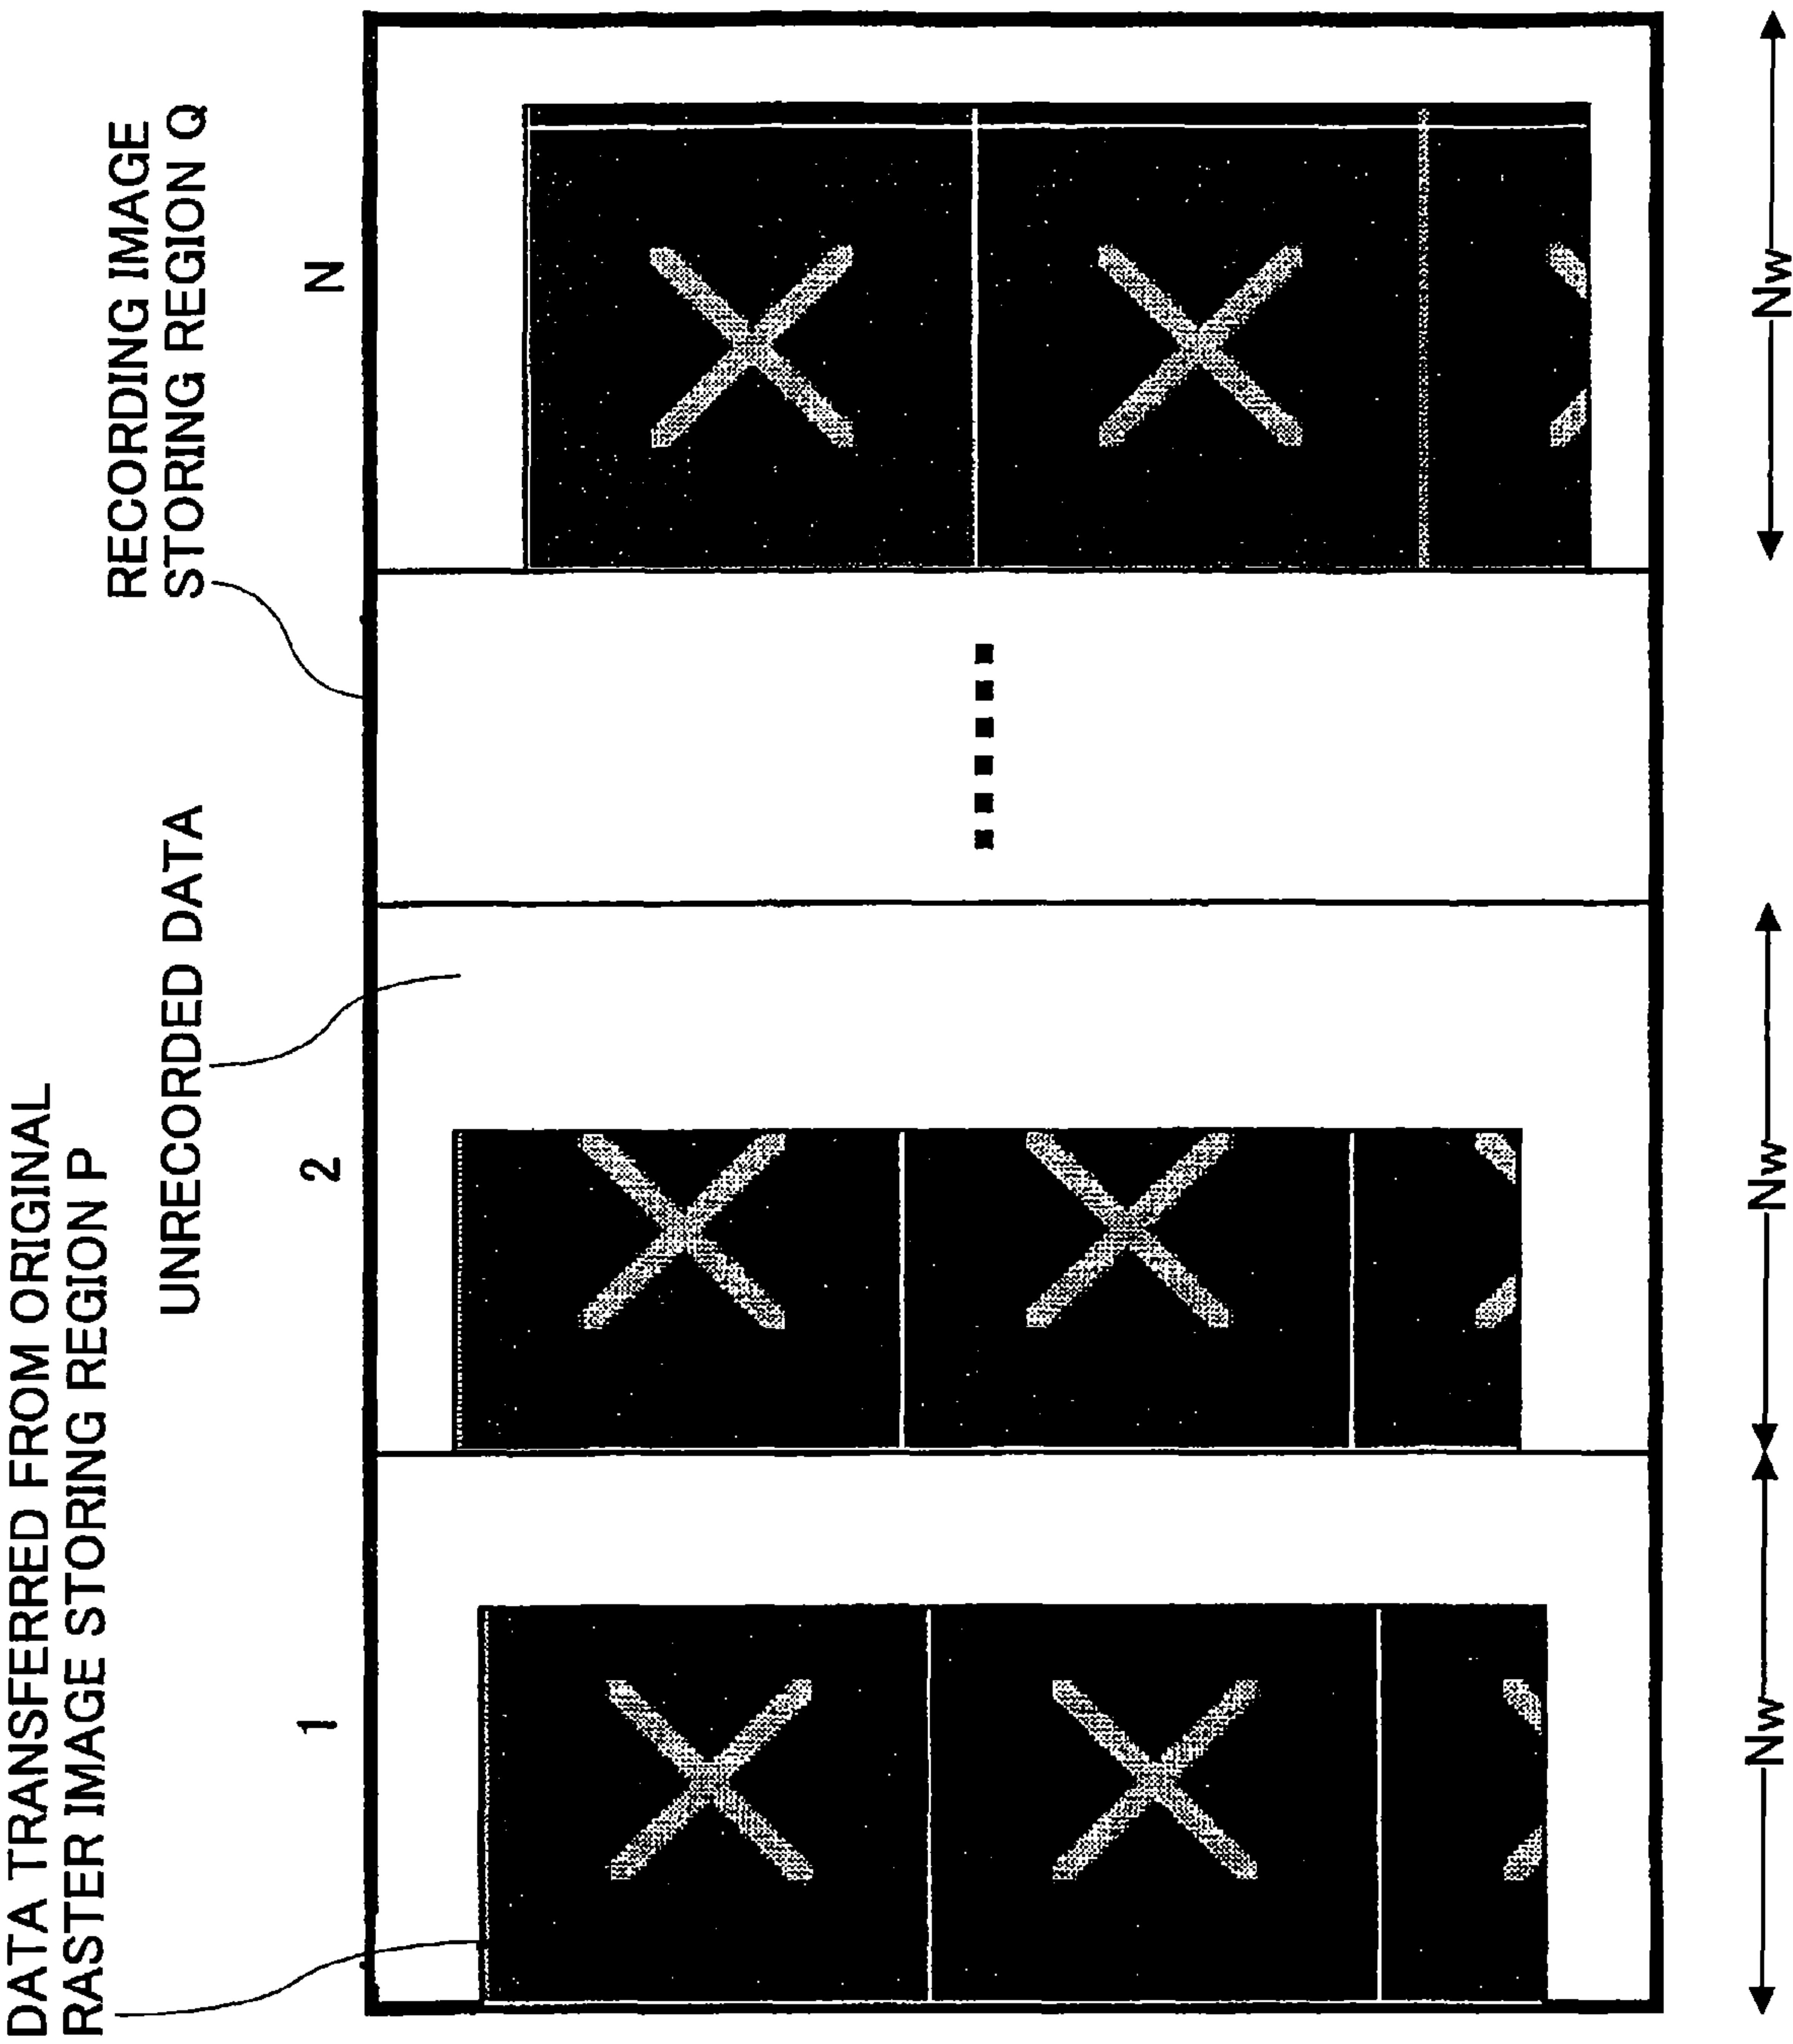 DATA TRANSFERRED FROM ORIGINAL
RASTER IMAGE STORING REGION P
UNRECORDED DATA
RECORDING IMAGE
STORING REGION Q
1
2
N
Nw
Nw
Nw